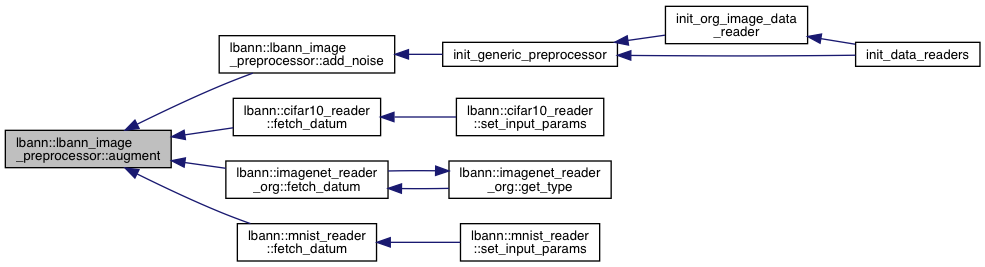 lbann::lbann_image
_preprocessor::augment
lbann::lbann_image
_preprocessor::add_noise
init_generic_preprocessor
init_org_image_data
_reader
init_data_readers
lbann::cifar10_reader
::fetch_datum
lbann::cifar10_reader
::set_input_params
lbann::imagenet_reader
_org::fetch_datum
lbann::imagenet_reader
_org::get_type
lbann::mnist_reader
::fetch_datum
lbann::mnist_reader
::set_input_params